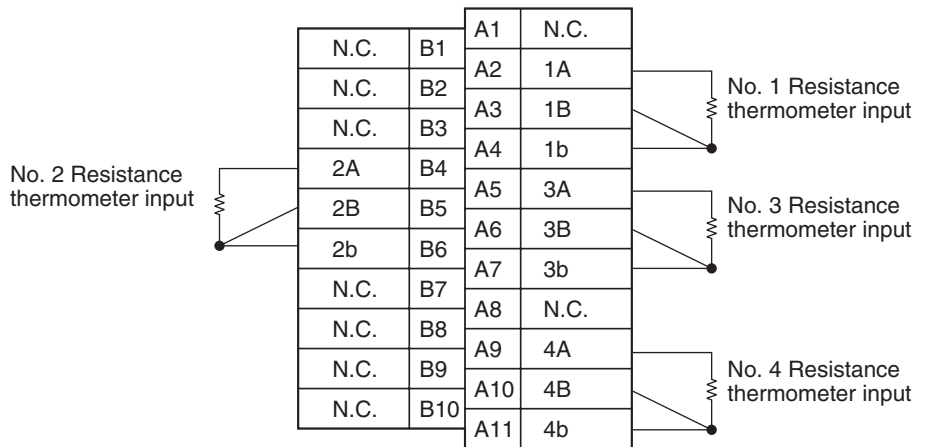 N.C. B1
N.C. B2
N.C. B3
2A B4
2B B5
2b B6
N.C. B7
N.C. B8
N.C. B9
N.C. B10
A1 N.C.
A2 1A
A3 1B
A4 1b
A5 3A
A6 3B
A7 3b
A8 N.C.
A9 4A
A10 4B
A11 4b
No. 2 Resistance
thermometer input
No. 1 Resistance
thermometer input
No. 3 Resistance
thermometer input
No. 4 Resistance
thermometer input